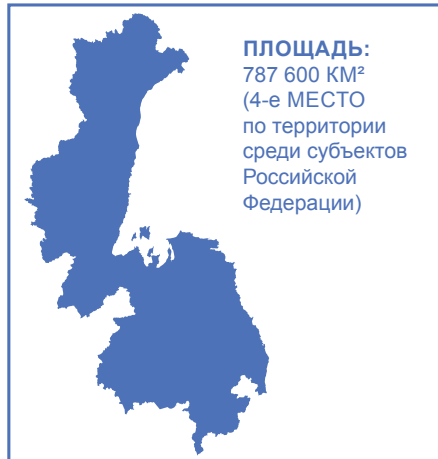 ПЛОЩАДЬ:
787 600 КМ²
(4-е МЕСТО
по территории
среди субъектов
Российской
Федерации)